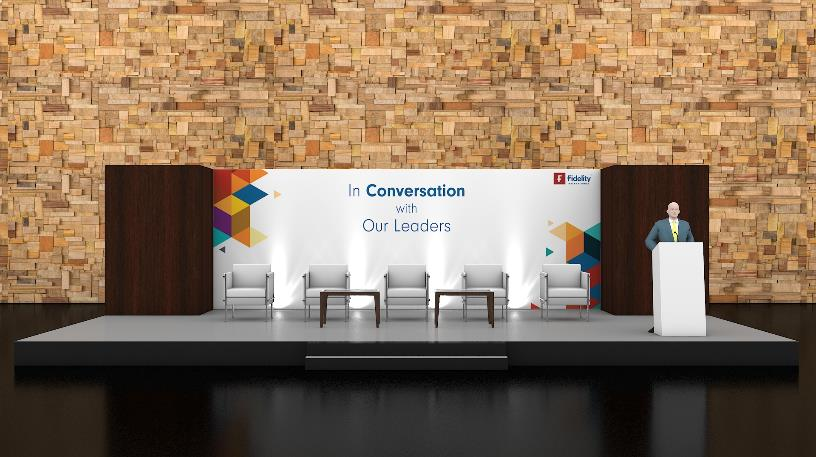 In Conversation
with
Our Leaders
Fidelity